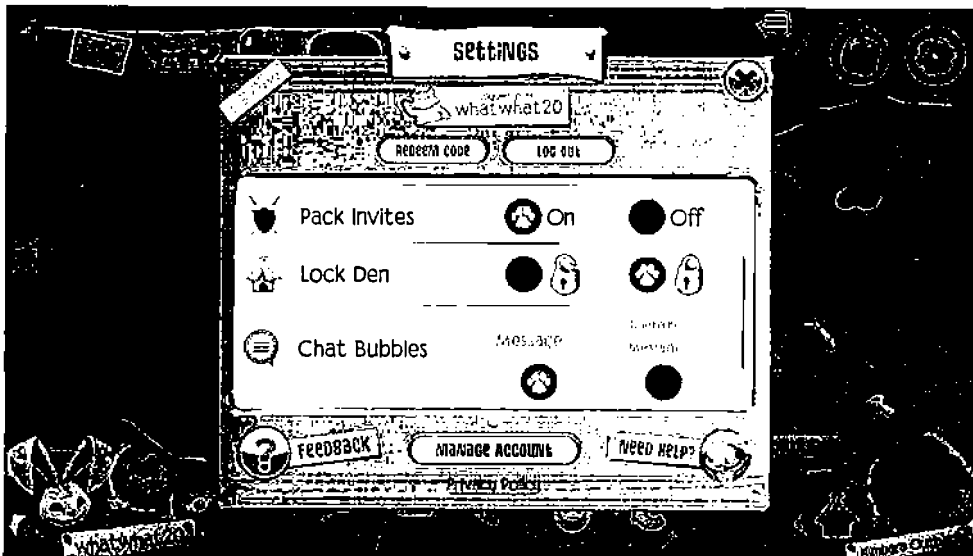 Settings
whatwhat20
Redeem Code
Log Out
Pack Invites
On
Off
Lock Den
Chat Bubbles
Message
Message
Feedback
Manage Account
Need Help?
Privacy Policy
whatwhat20